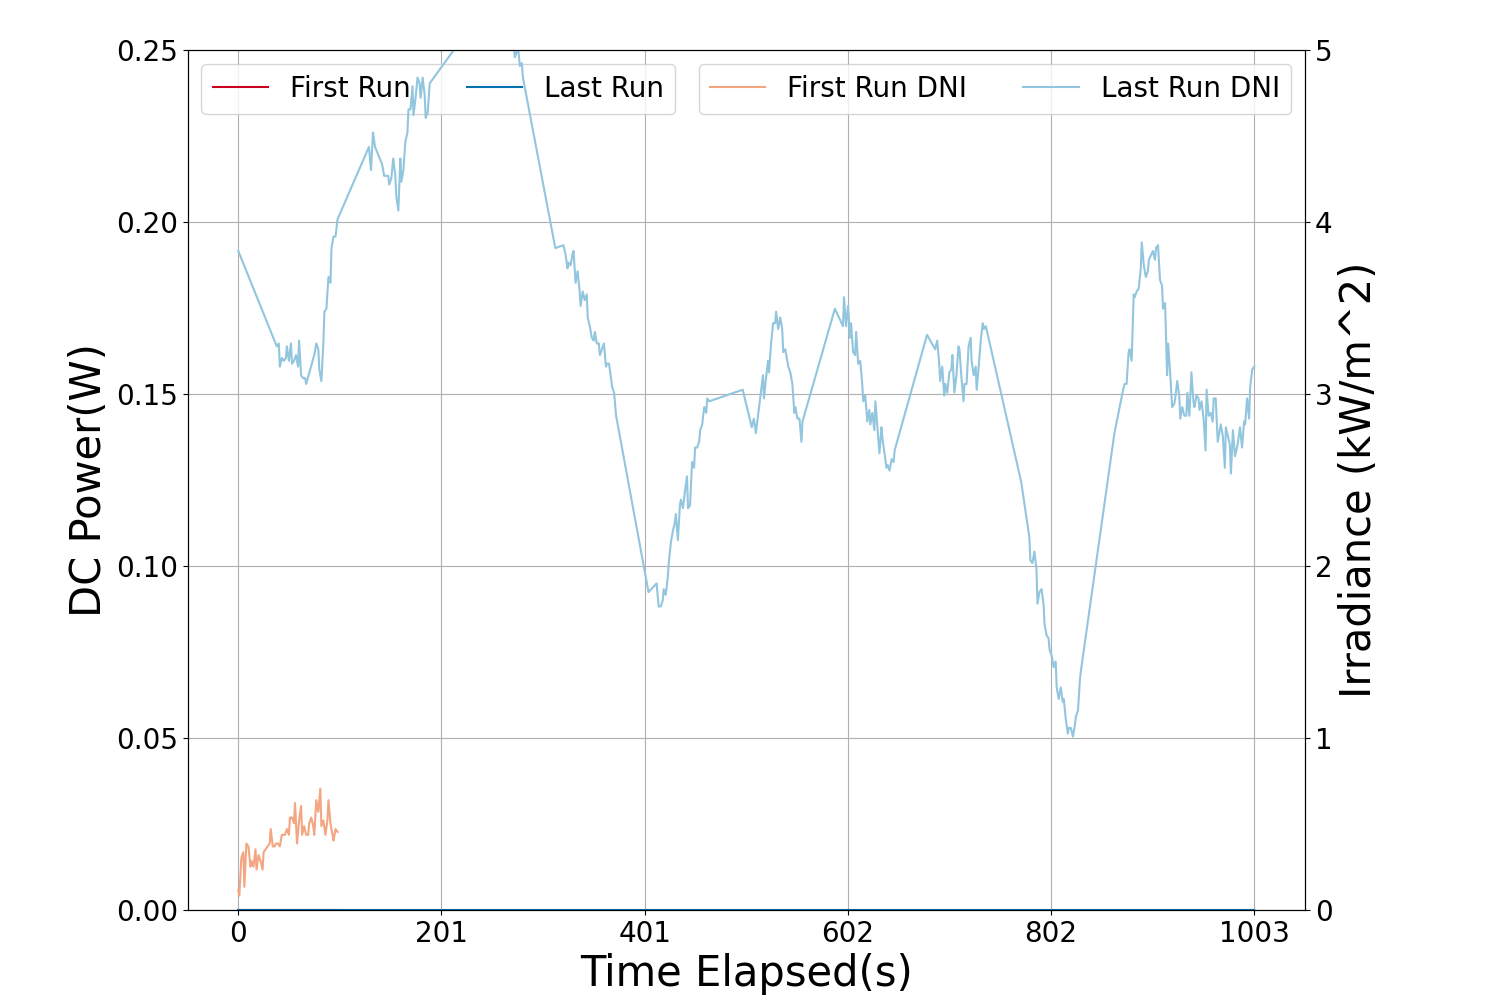 0.25
0.20
0.15
0.10
0.05
0.00
DC Power(W)
First Run
Last Run
First Run DNI
Last Run DNI
5
4
3
2
1
0
Irradiance (kW/m^2)
0
201
401
602
802
1003
Time Elapsed(s)